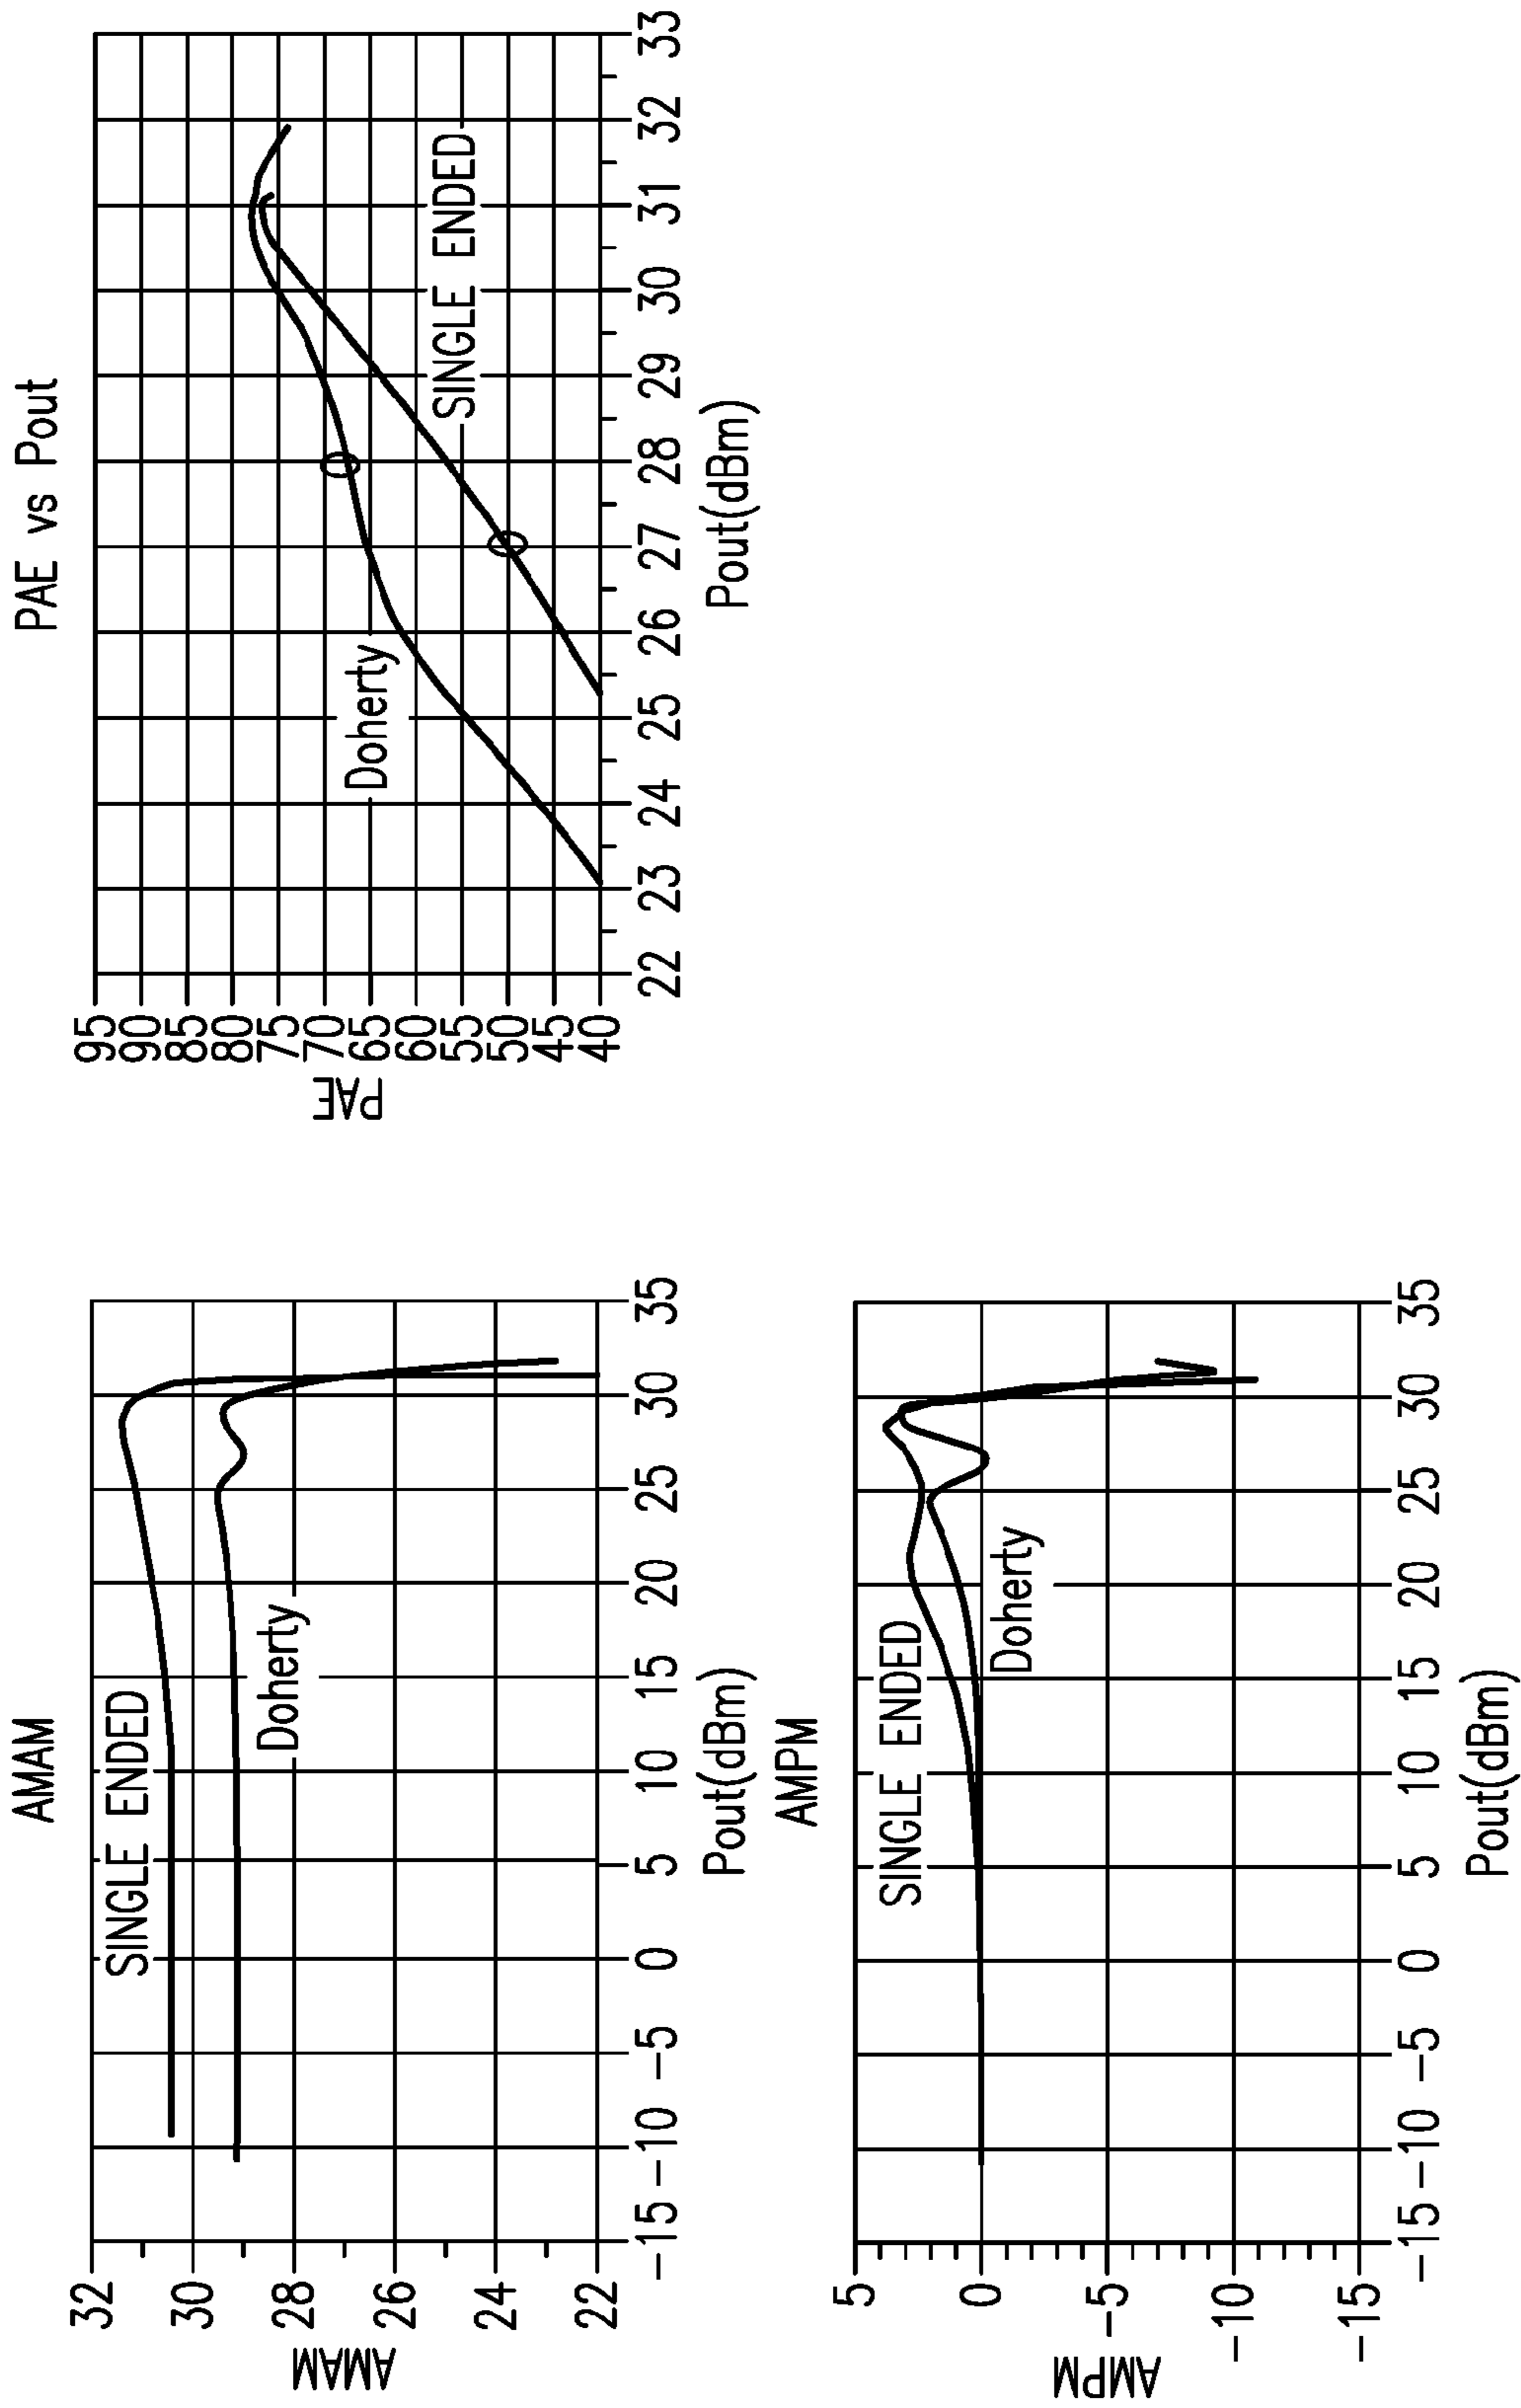 AMAM
AMAM
32
30
28
26
24
22
SINGLE ENDED
Doherty
-15 -10 -5 0 5 10 15 20 25 30 35
Pout(dBm)
PAE vs Pout
PAE
95
90
85
80
75
70
65
60
55
50
45
40
Doherty
SINGLE ENDED
22 23 24 25 26 27 28 29 30 31 32 33
Pout(dBm)
AMPM
AMPM
5
0
-5
-10
-15
SINGLE ENDED
Doherty
-15 -10 -5 0 5 10 15 20 25 30 35
Pout(dBm)